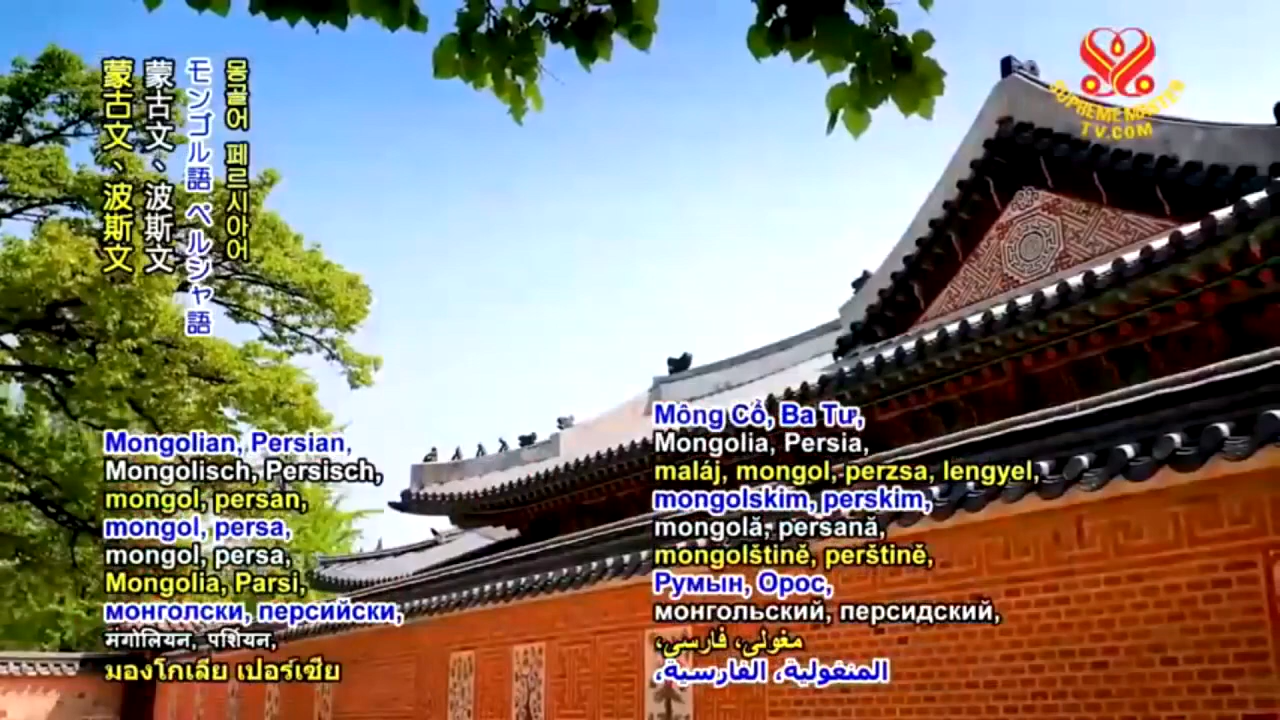 몽골어 페르시아어
モンゴル語 ペルシャ語
蒙古文、波斯文
蒙古文、波斯文
SUPREME MASTER
TV.COM
Mongolian, Persian,
Mongolisch, Persisch,
mongol, persan,
mongol, persa,
mongol, persa,
Mongolia, Parsi,
монголски, персийски,
मंगोलियन, पर्शियन,
มองโกเลีย เปอร์เซีย
Mông Cổ, Ba Tư,
Mongolia, Persia,
maláj, mongol, perzsa, lengyel,
mongolskim, perskim,
mongolă, persană,
mongolštině, perštině,
Румын, Орос,
монгольский, персидский,
مغولی، فارسی،
المنغولية، الفارسية،